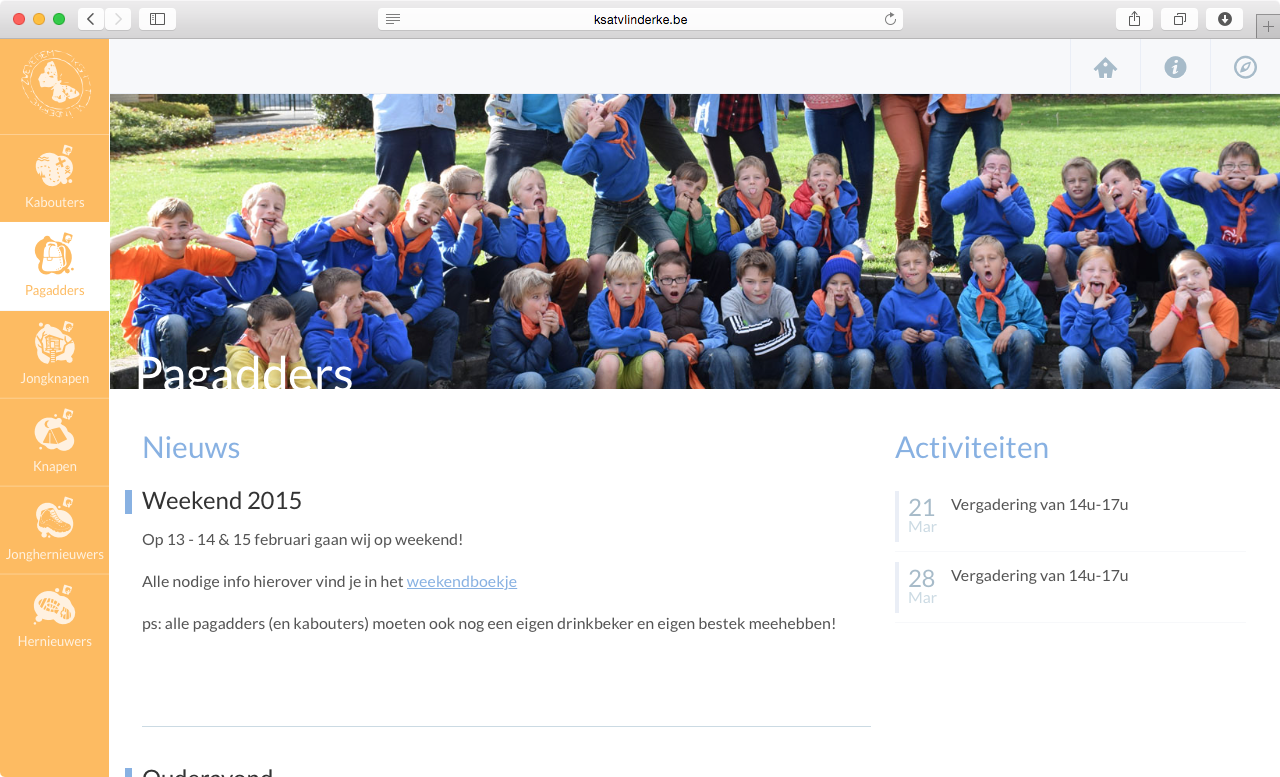 ksatvlinderke.be
Kabouters
Pagadders
Jongknapen
Knapen
Jonghernieuwers
Hernieuwers
Pagadders
Nieuws
Weekend 2015
Op 13 - 14 & 15 februari gaan wij op weekend!
Alle nodige info hierover vind je in het weekendboekje
ps: alle pagadders (en kabouters) moeten ook nog een eigen drinkbeker en eigen bestek meehebben!
Ouderavond
Activiteiten
21
Mar
Vergadering van 14u-17u
28
Mar
Vergadering van 14u-17u